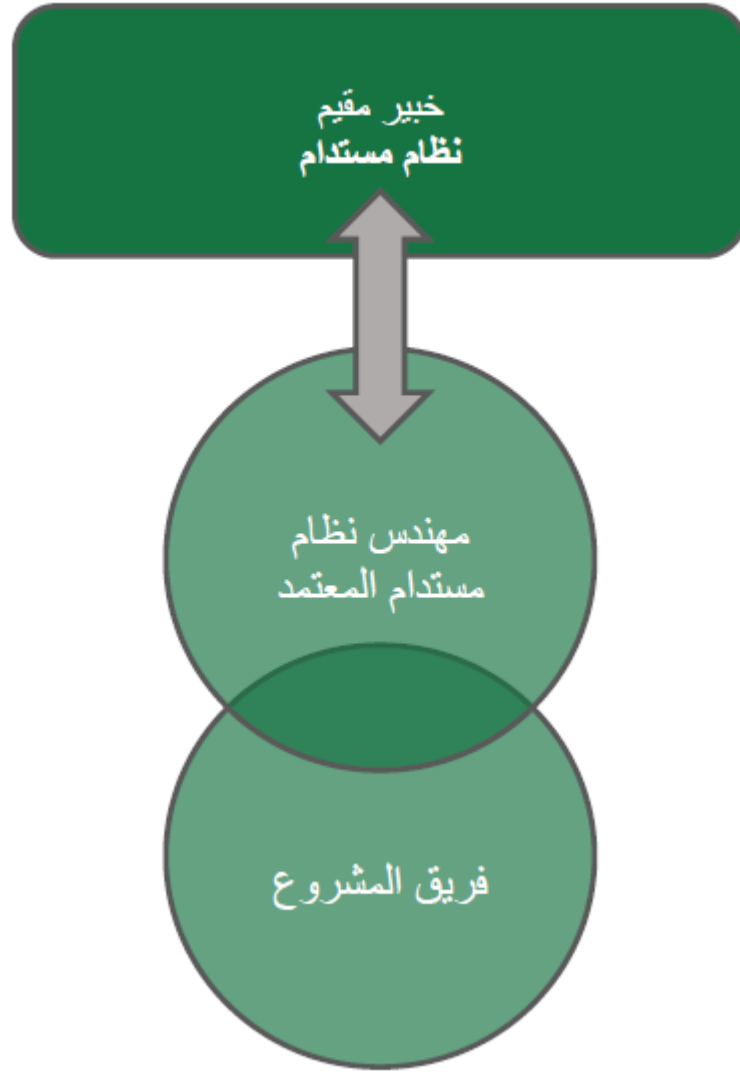 خبير مقيم
نظام مستدام
مهندس نظام
مستدام المعتمد
فريق المشروع